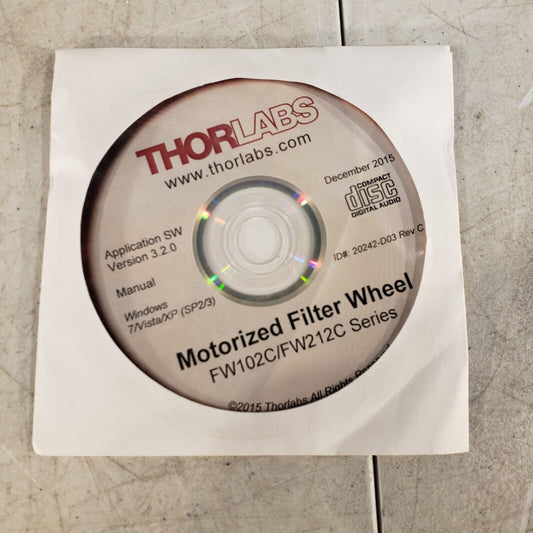 THORLABS
www.thorlabs.com
December 2015
COMPACT
disc
DIGITAL AUDIO
Application SW
Version 3.2.0
ID#: 20242-D03 Rev C
Manual
Windows
7/Vista/XP (SP2/3)
Motorized Filter Wheel
FW102C/FW212C Series
©2015 Thorlabs All Rights